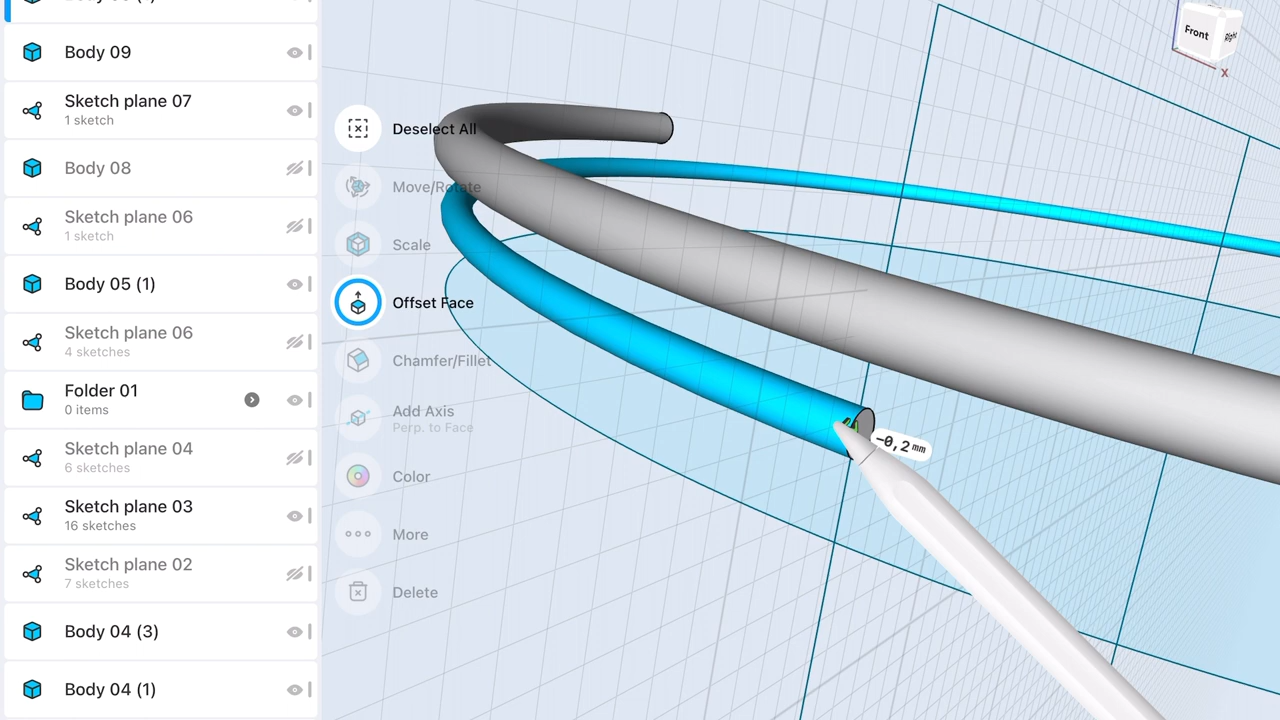 Body 09
Sketch plane 07
1 sketch
Body 08
Sketch plane 06
1 sketch
Body 05 (1)
Sketch plane 06
4 sketches
Folder 01
0 items
Sketch plane 04
6 sketches
Sketch plane 03
16 sketches
Sketch plane 02
7 sketches
Body 04 (3)
Body 04 (1)
Deselect All
Move/Rotate
Scale
Offset Face
Chamfer/Fillet
Add Axis
Perp. to Face
Color
More
Delete
−0,2 mm
Front
Right
X